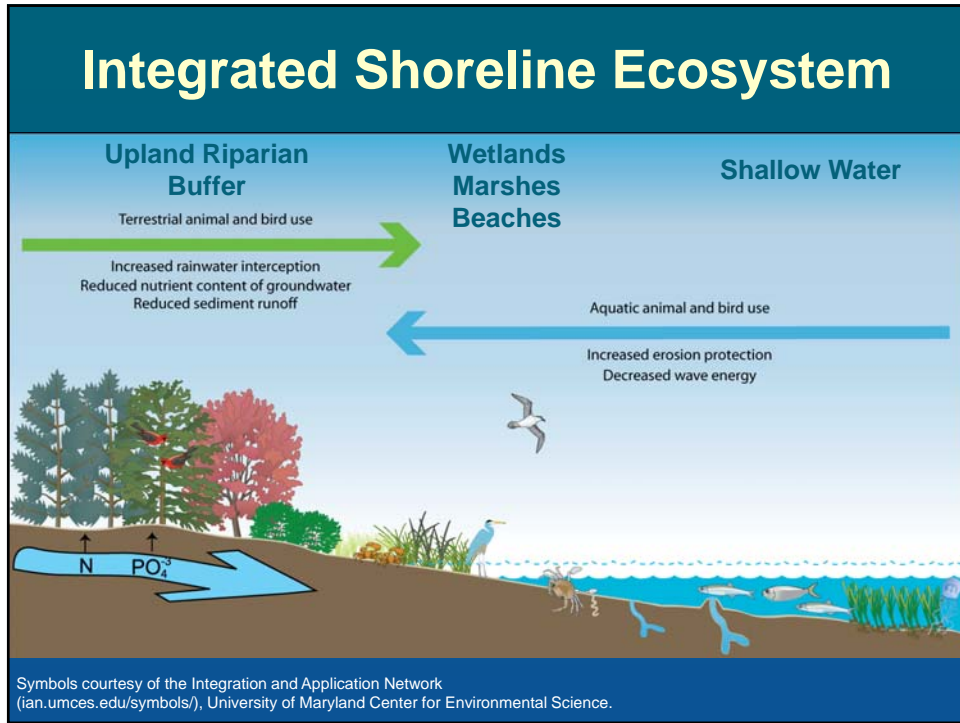 Integrated Shoreline Ecosystem
Upland Riparian
Buffer
Wetlands
Marshes
Beaches
Shallow Water
Terrestrial animal and bird use
Increased rainwater interception
Reduced nutrient content of groundwater
Reduced sediment runoff
Aquatic animal and bird use
Increased erosion protection
Decreased wave energy
N
PO₄⁻³
Symbols courtesy of the Integration and Application Network
(ian.umces.edu/symbols/), University of Maryland Center for Environmental Science.